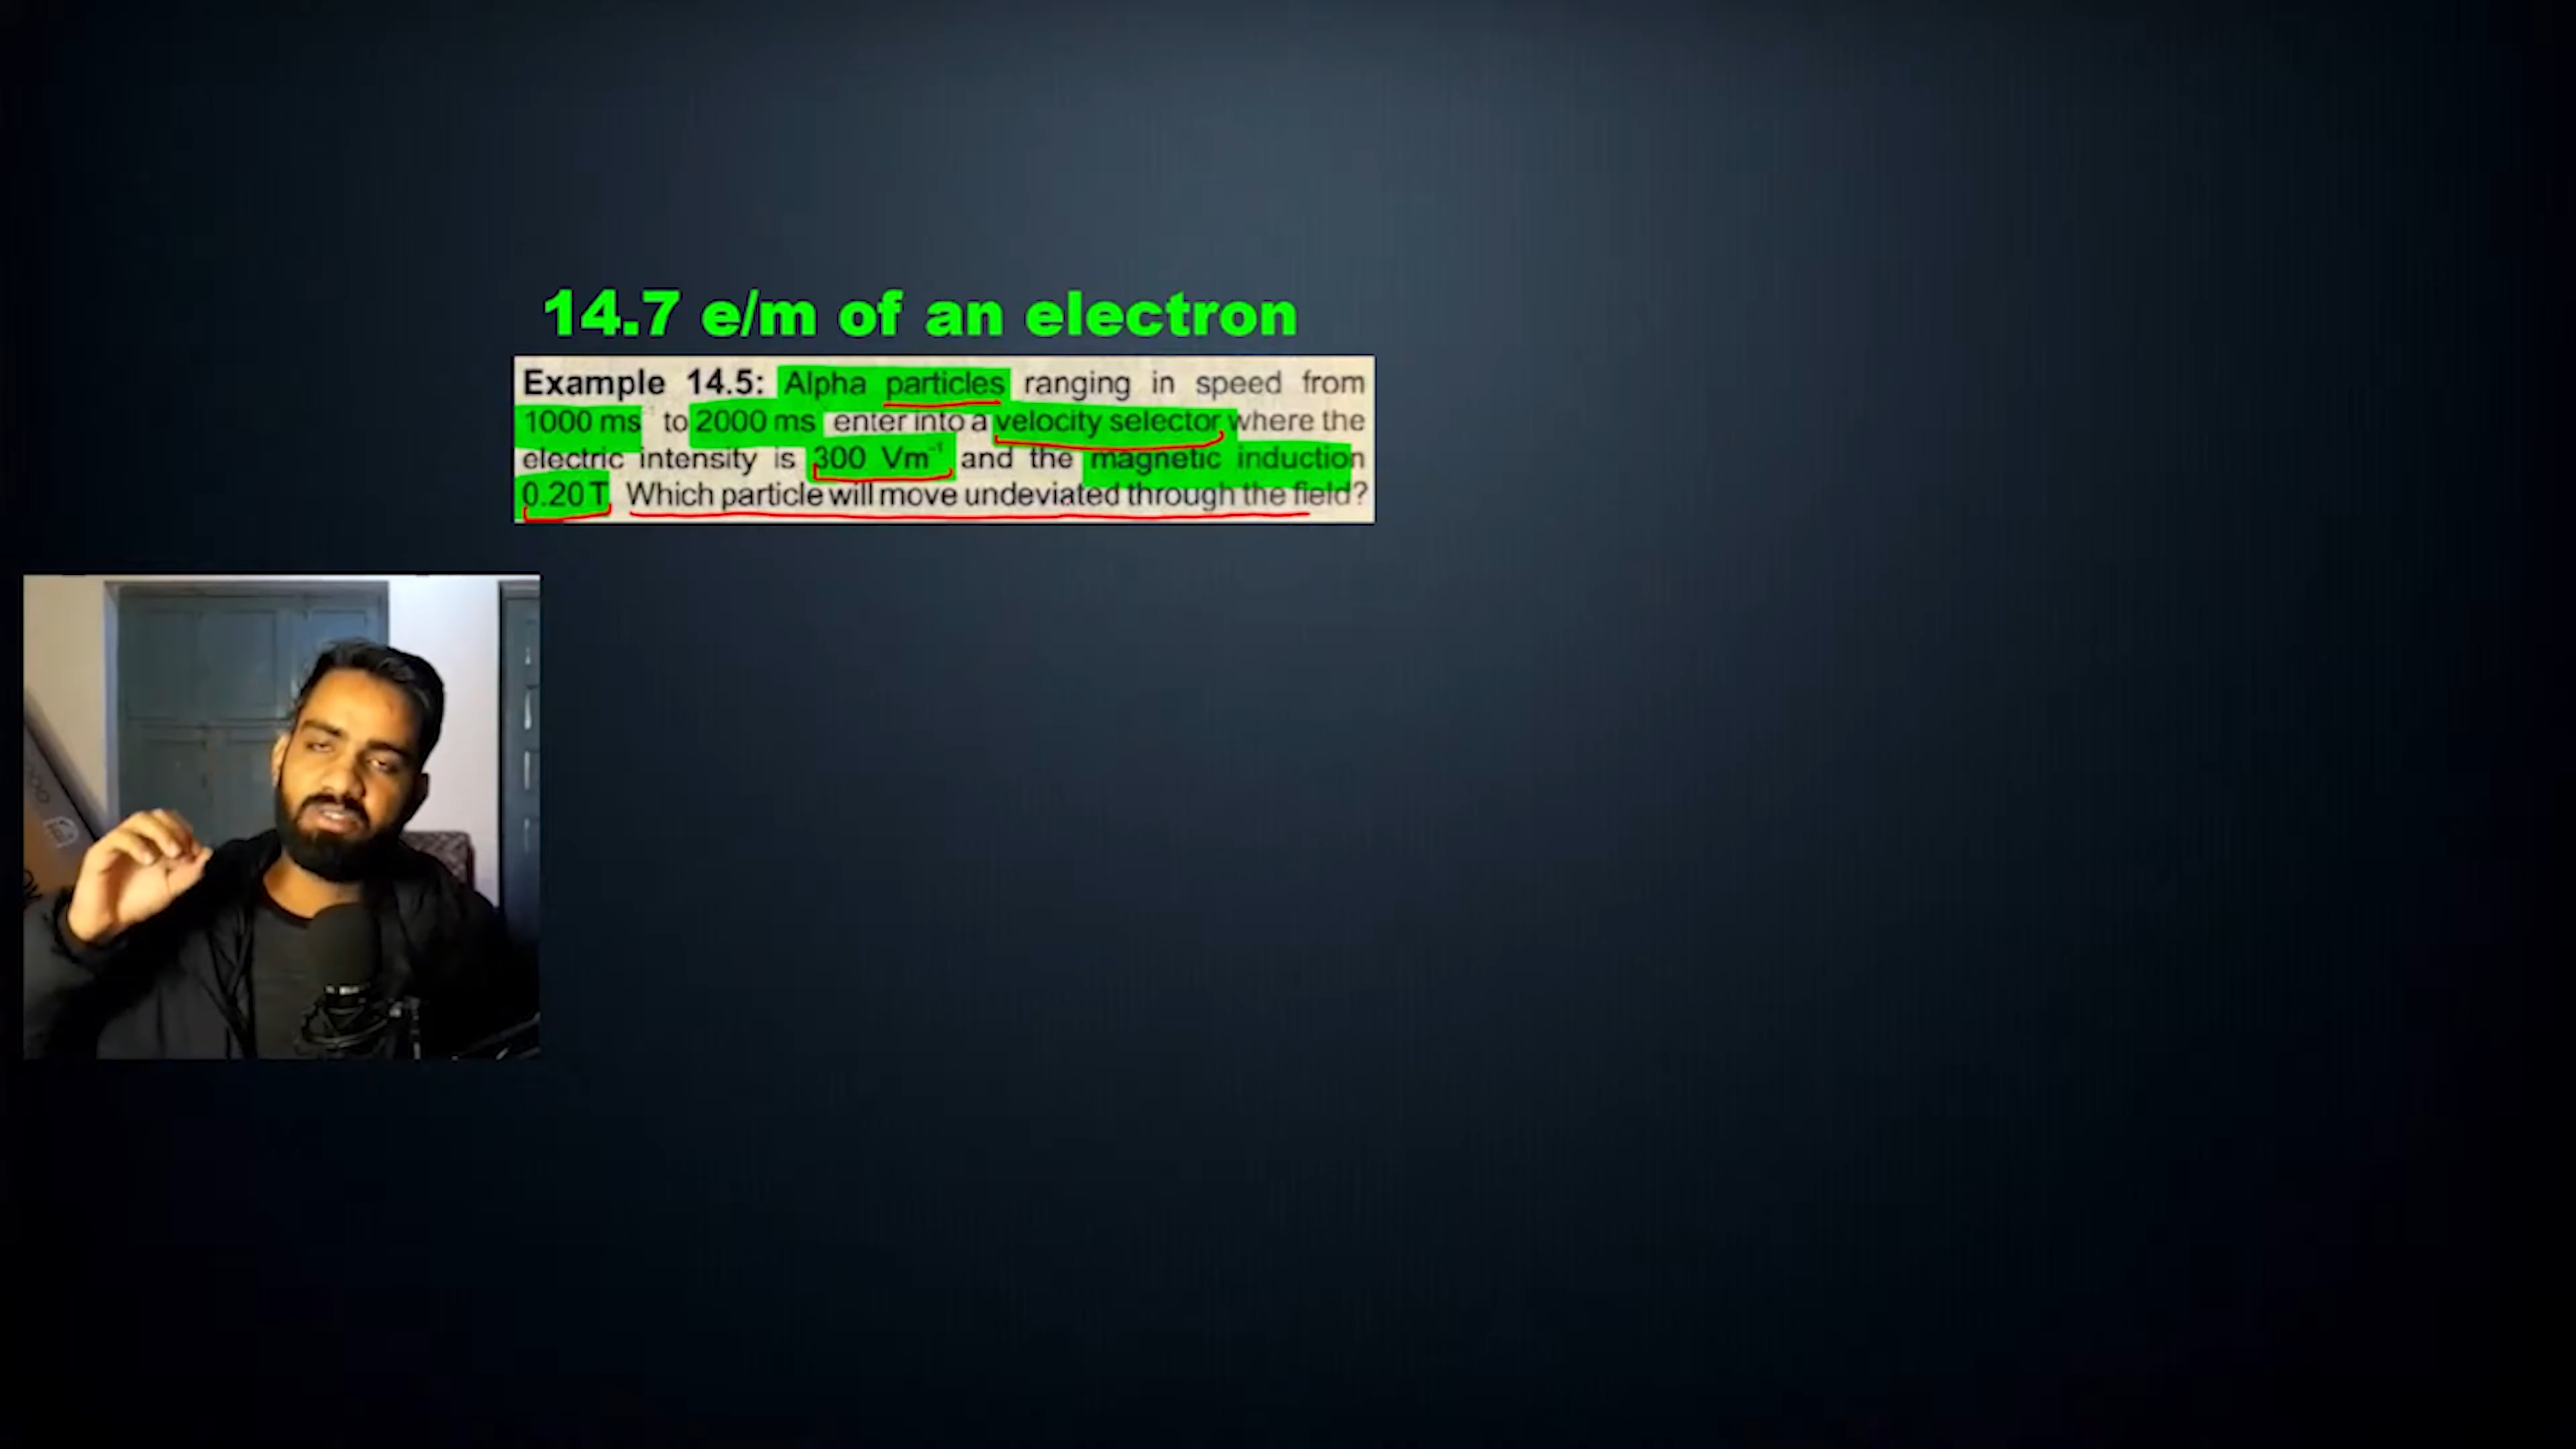 14.7 e/m of an electron
Example 14.5: Alpha particles ranging in speed from
1000 ms⁻¹ to 2000 ms enter into a velocity selector where the
electric intensity is 300 Vm⁻¹ and the magnetic induction
0.20 T Which particle will move undeviated through the field?